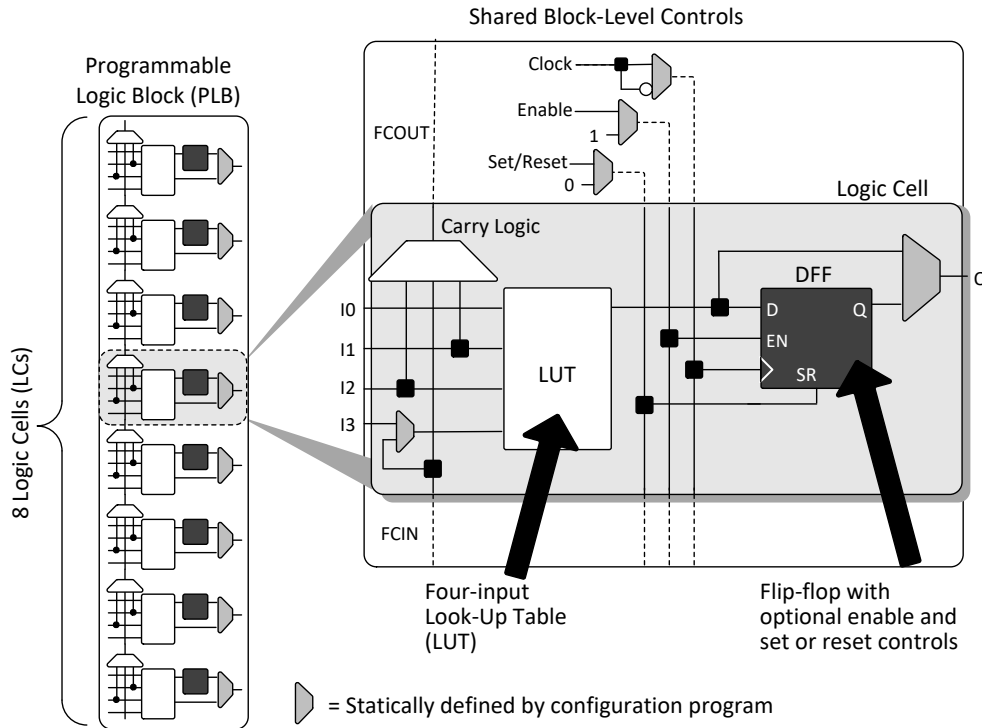 Shared Block-Level Controls
Programmable
Logic Block (PLB)
8 Logic Cells (LCs)
Clock
Enable
1
FCOUT
Set/Reset
0
Logic Cell
Carry Logic
DFF
I0
I1
I2
I3
LUT
D
Q
EN
SR
O
FCIN
Four-input
Look-Up Table
(LUT)
Flip-flop with
optional enable and
set or reset controls
= Statically defined by configuration program